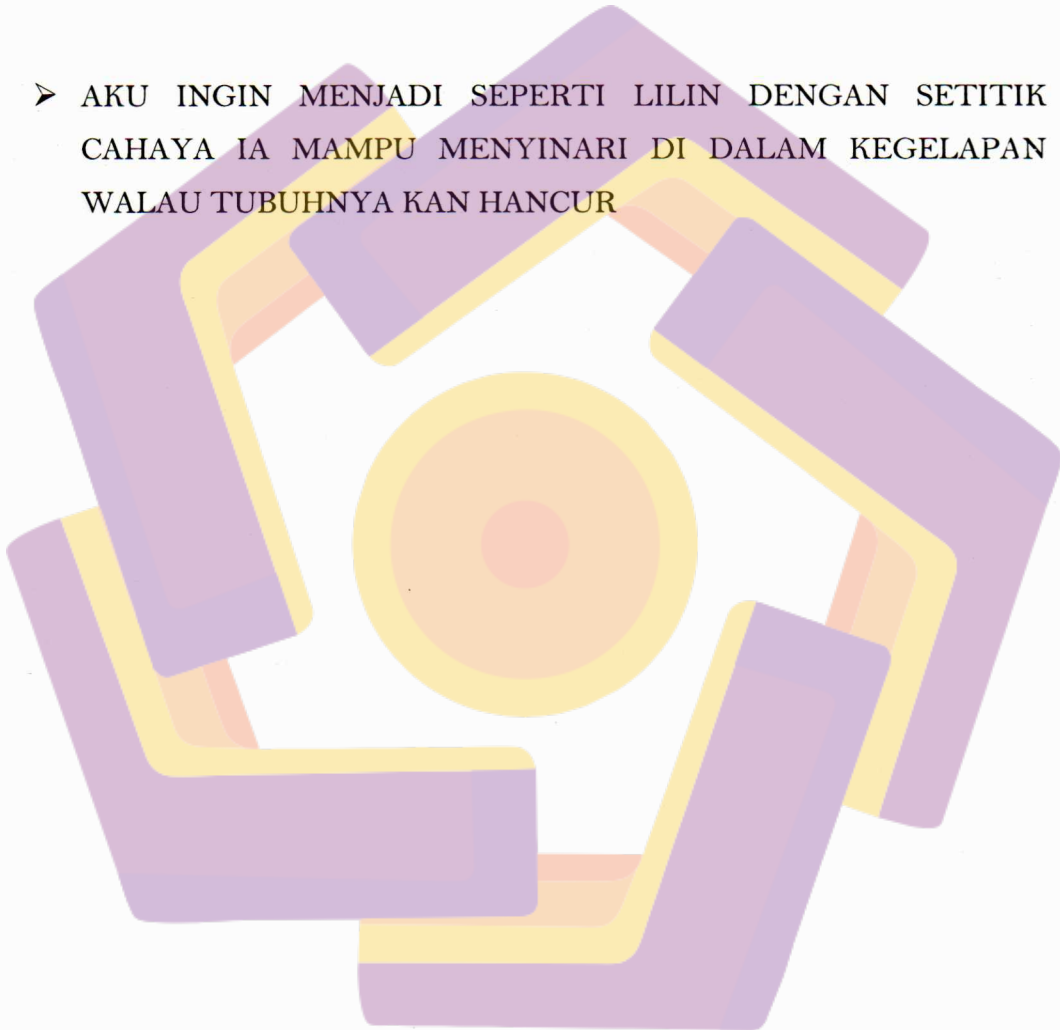 ➤ AKU INGIN MENJADI SEPERTI LILIN DENGAN SETITIK
CAHAYA IA MAMPU MENYINARI DI DALAM KEGELAPAN
WALAU TUBUHNYA KAN HANCUR